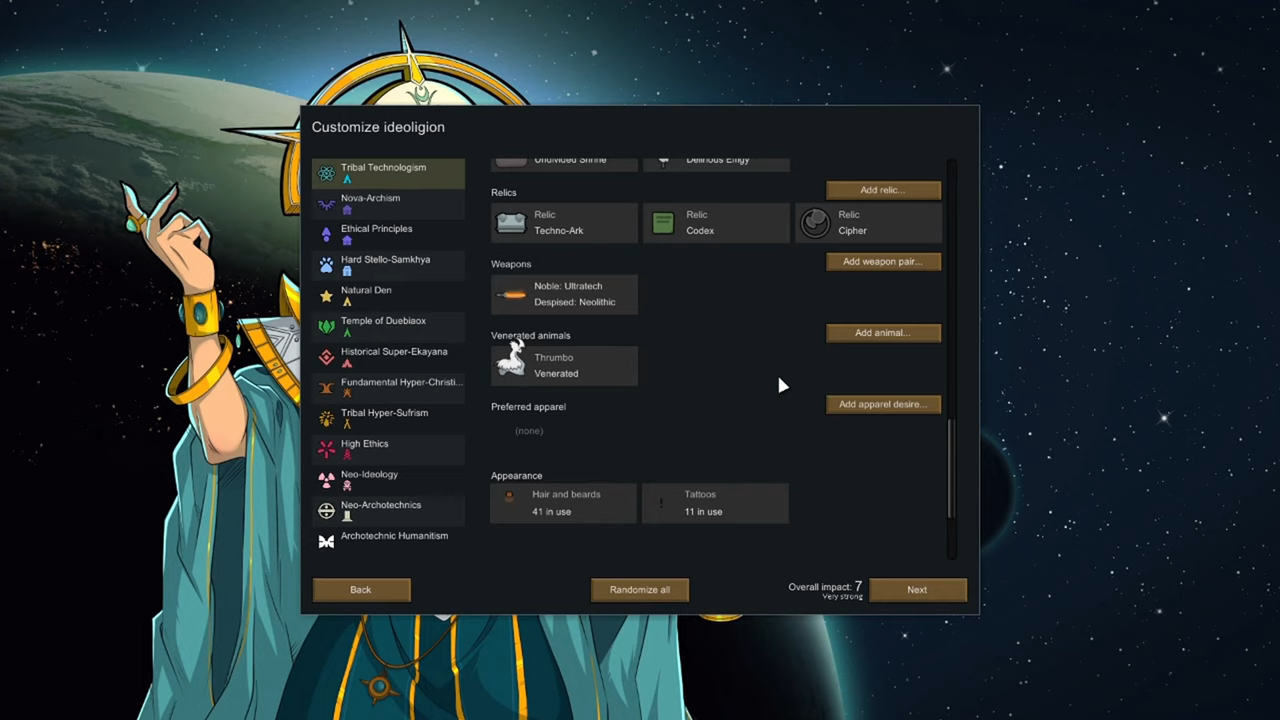 Customize ideoligion
Tribal Technologism
Nova-Archism
Ethical Principles
Hard Stello-Samkhya
Natural Den
Temple of Duebiaox
Historical Super-Ekayana
Fundamental Hyper-Christi...
Tribal Hyper-Sufrism
High Ethics
Neo-Ideology
Neo-Archotechnics
Archotechnic Humanitism
Undivided Shrine
Delirious Effigy
Relics
Add relic...
Relic
Techno-Ark
Relic
Codex
Relic
Cipher
Weapons
Add weapon pair...
Noble: Ultratech
Despised: Neolithic
Venerated animals
Add animal...
Thrumbo
Venerated
Preferred apparel
Add apparel desire...
(none)
Appearance
Hair and beards
41 in use
Tattoos
11 in use
Back
Randomize all
Overall impact: 7
Very strong
Next